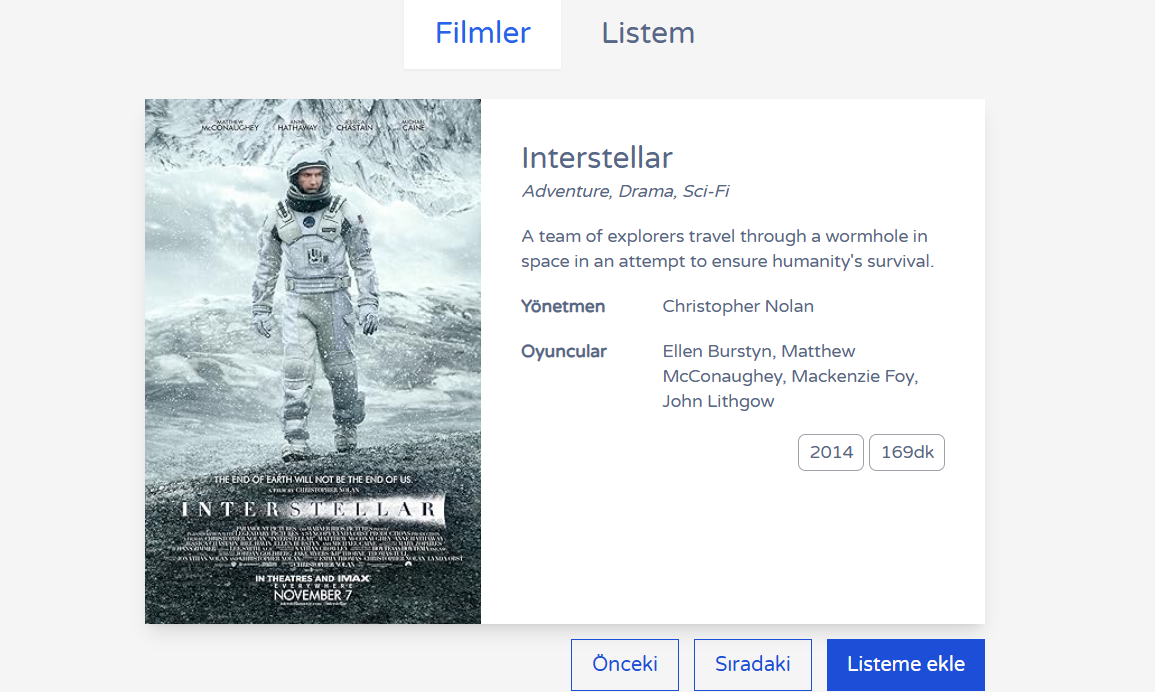 Filmler Listem
MATTHEW ANNE JESSICA MICHAEL
McCONAUGHEY HATHAWAY CHASTAIN CAINE
Interstellar
Adventure, Drama, Sci-Fi
A team of explorers travel through a wormhole in
space in an attempt to ensure humanity's survival.
Yönetmen Christopher Nolan
Oyuncular Ellen Burstyn, Matthew
McConaughey, Mackenzie Foy,
John Lithgow
2014 169dk
THE END OF EARTH WILL NOT BE THE END OF US.
A FILM BY CHRISTOPHER NOLAN
INTERSTELLAR
IN THEATRES AND IMAX
EVERYWHERE
NOVEMBER 7
Önceki Sıradaki Listeme ekle